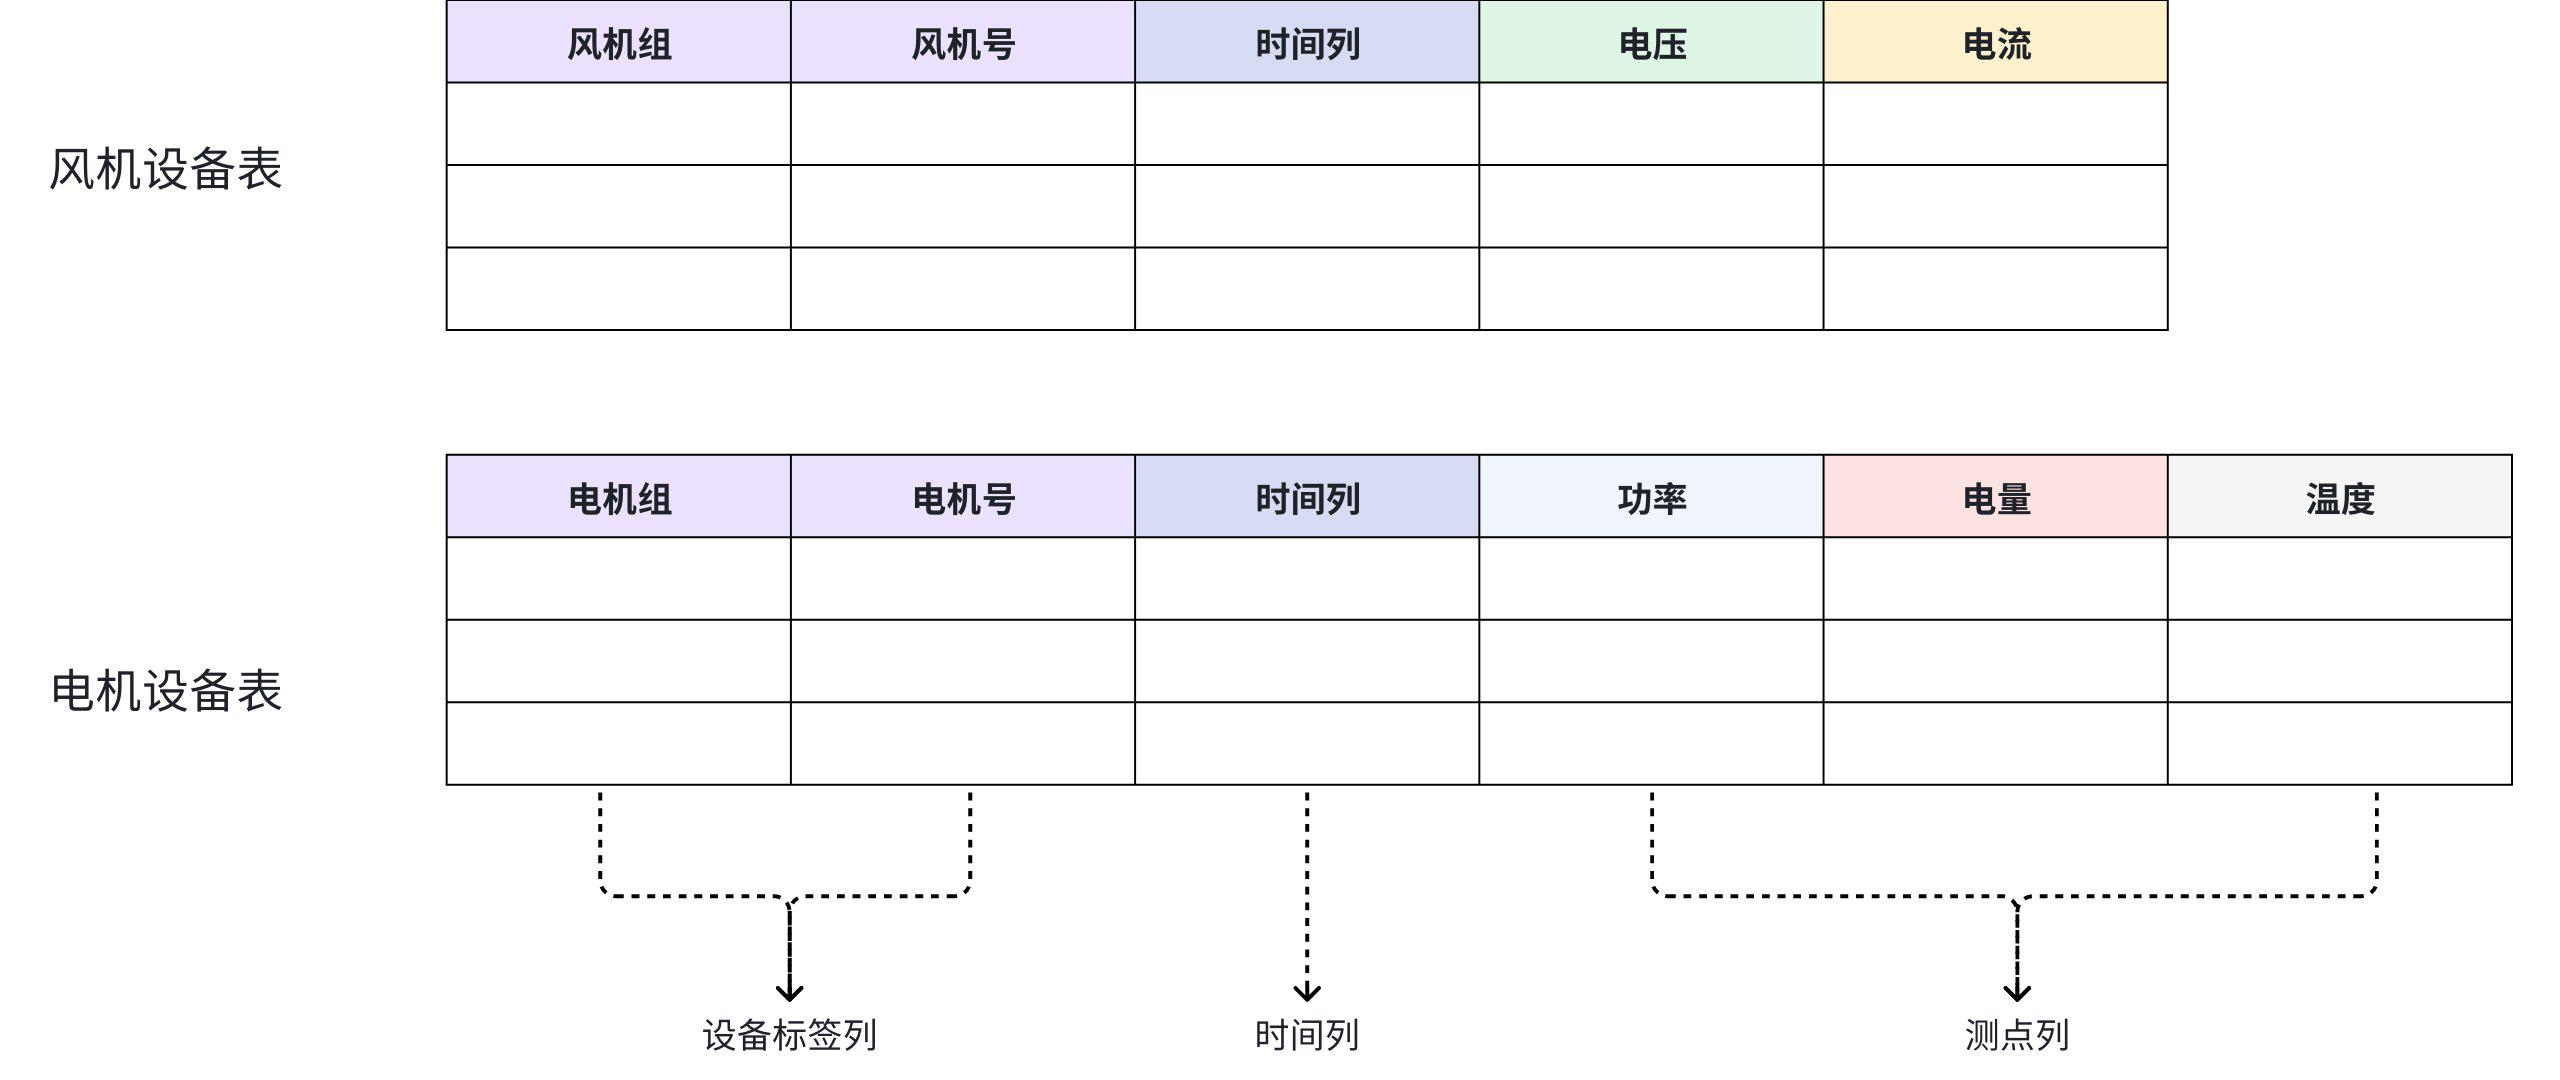 风机组 风机号 时间列 电压 电流
风机设备表
电机组 电机号 时间列 功率 电量 温度
电机设备表
设备标签列 时间列 测点列